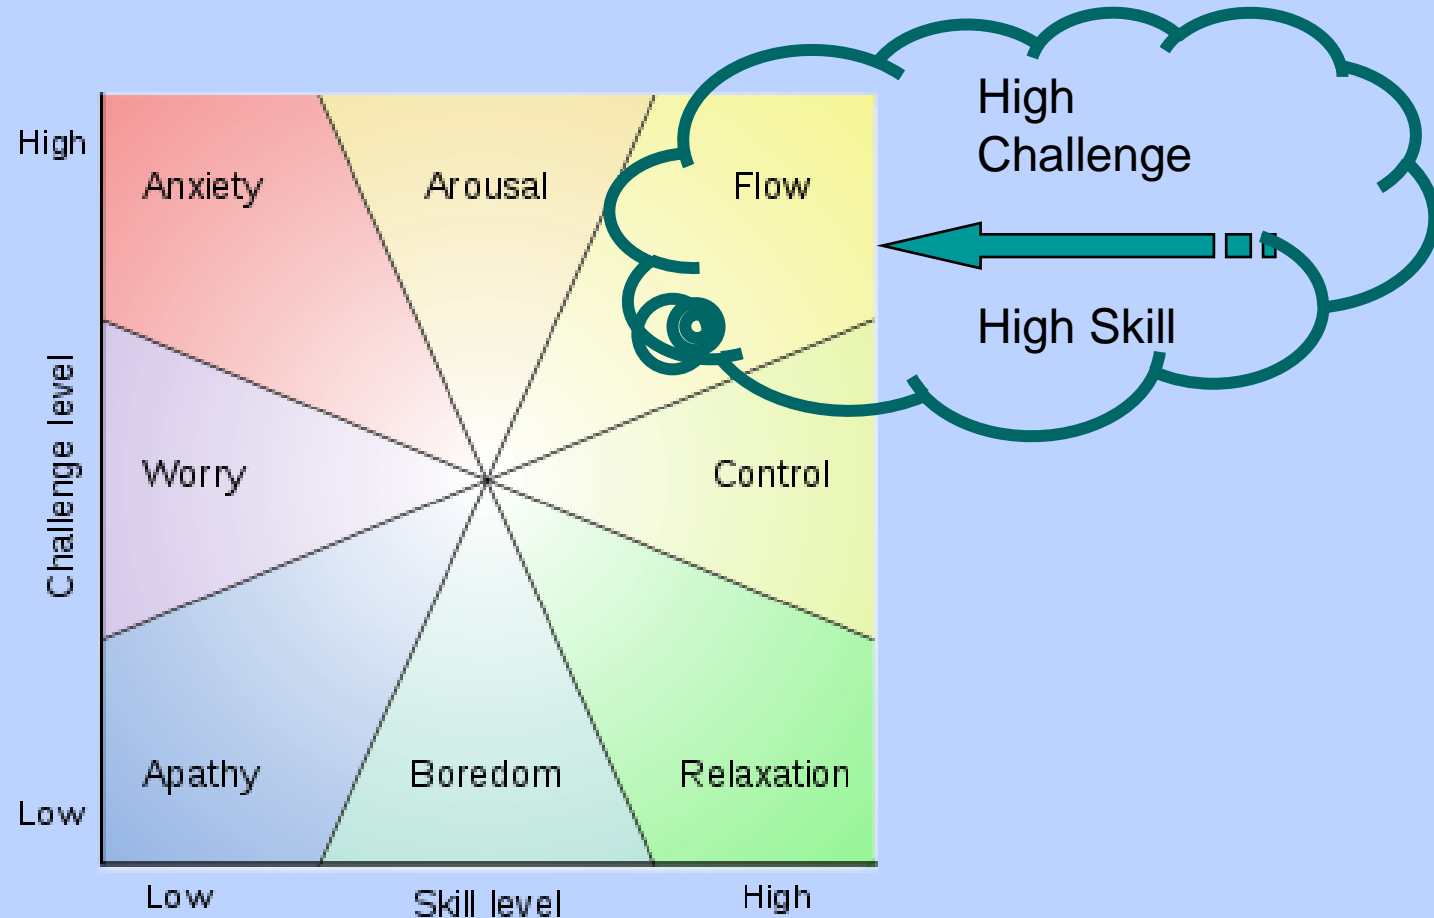 High
Challenge
High
Anxiety
Arousal
Flow
High Skill
Challenge level
Worry
Control
Apathy
Boredom
Relaxation
Low
Low
Skill level
High